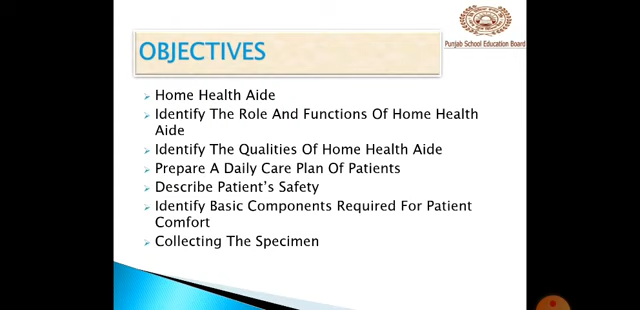 Punjab School Education Board
OBJECTIVES
Home Health Aide
Identify The Role And Functions Of Home Health
Aide
Identify The Qualities Of Home Health Aide
Prepare A Daily Care Plan Of Patients
Describe Patient's Safety
Identify Basic Components Required For Patient
Comfort
Collecting The Specimen